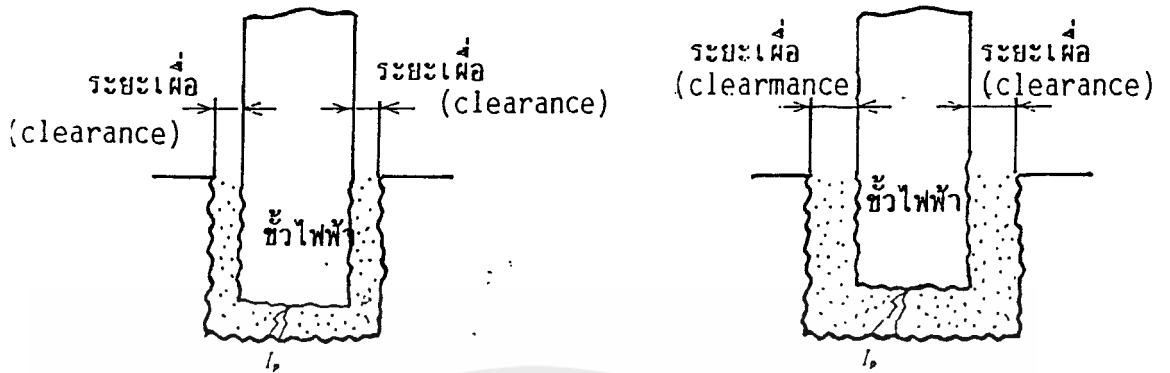 ระยะเผื่อ
(clearance)
ระยะเผื่อ
(clearance)
ขั้วไฟฟ้า
Iₚ
ระยะเผื่อ
(clearmance)
ระยะเผื่อ
(clearance)
ขั้วไฟฟ้า
Iₚ